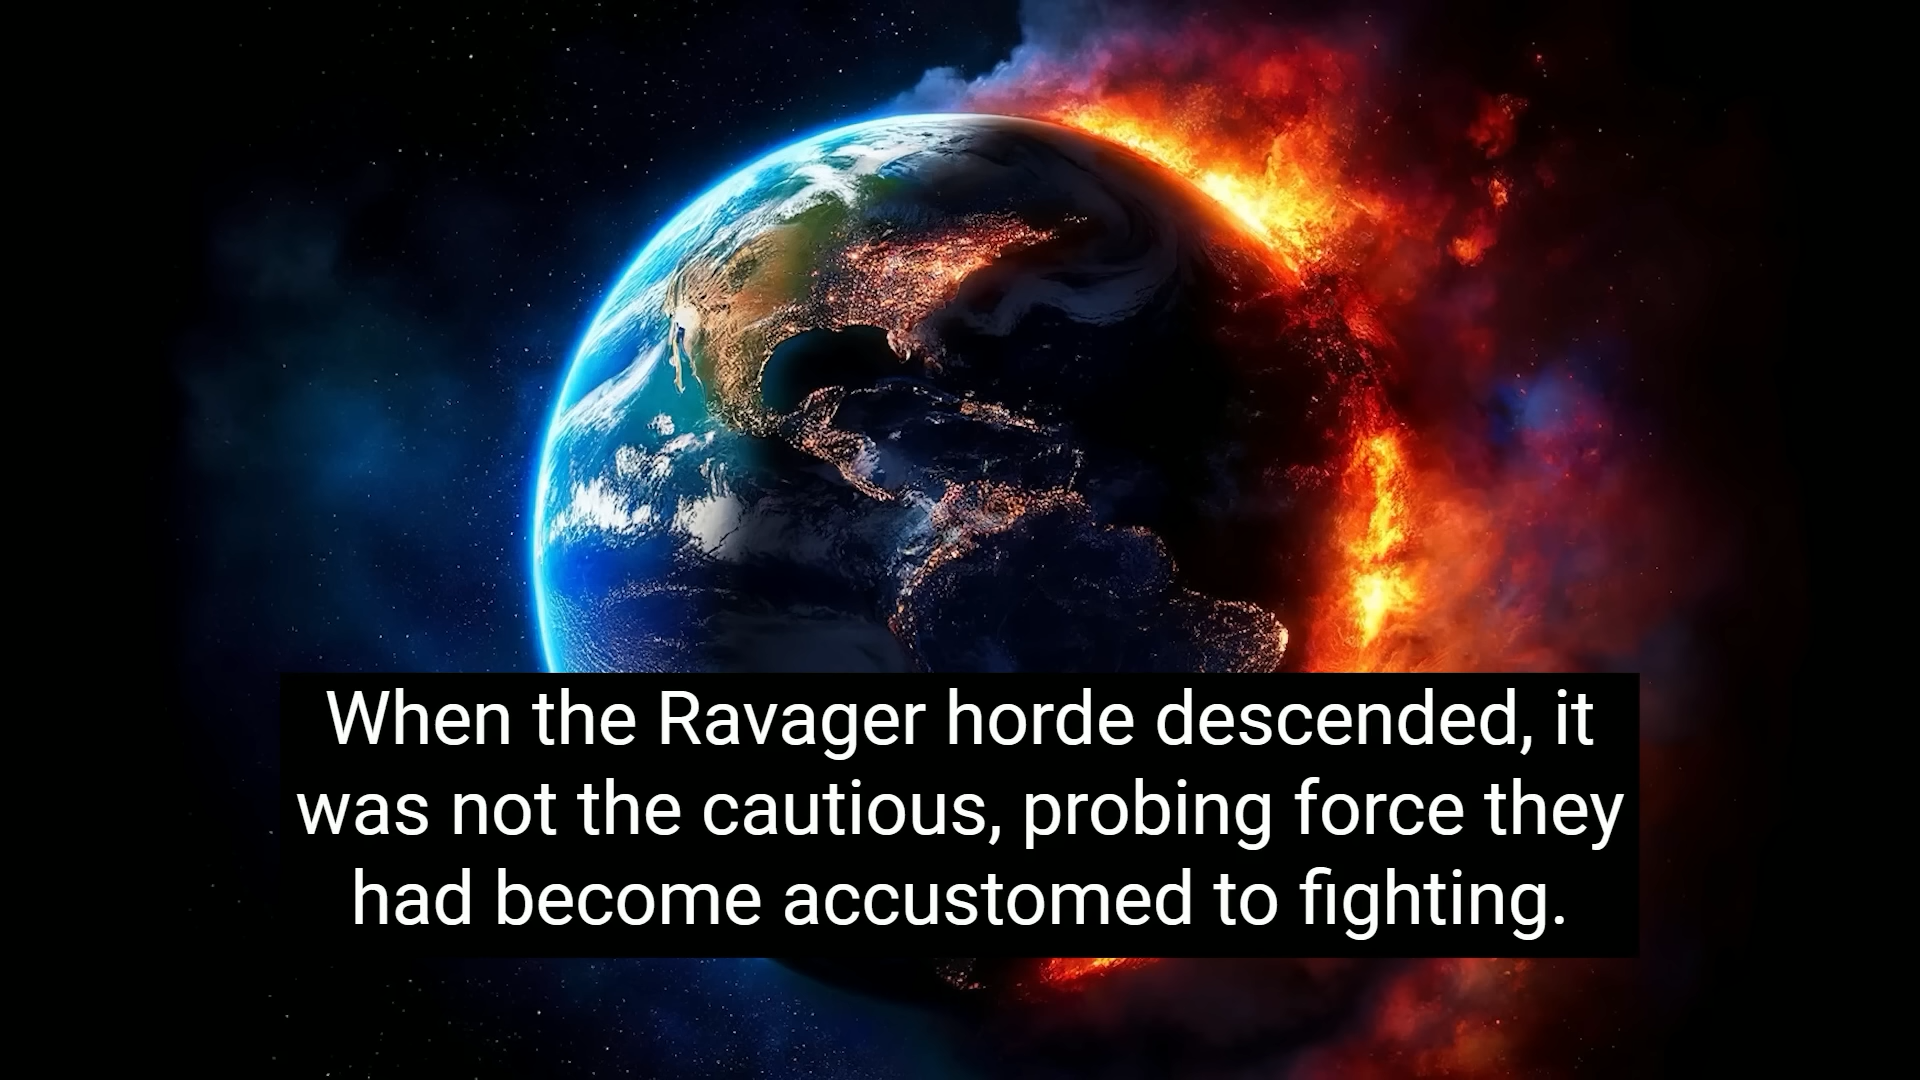 When the Ravager horde descended, it
was not the cautious, probing force they
had become accustomed to fighting.